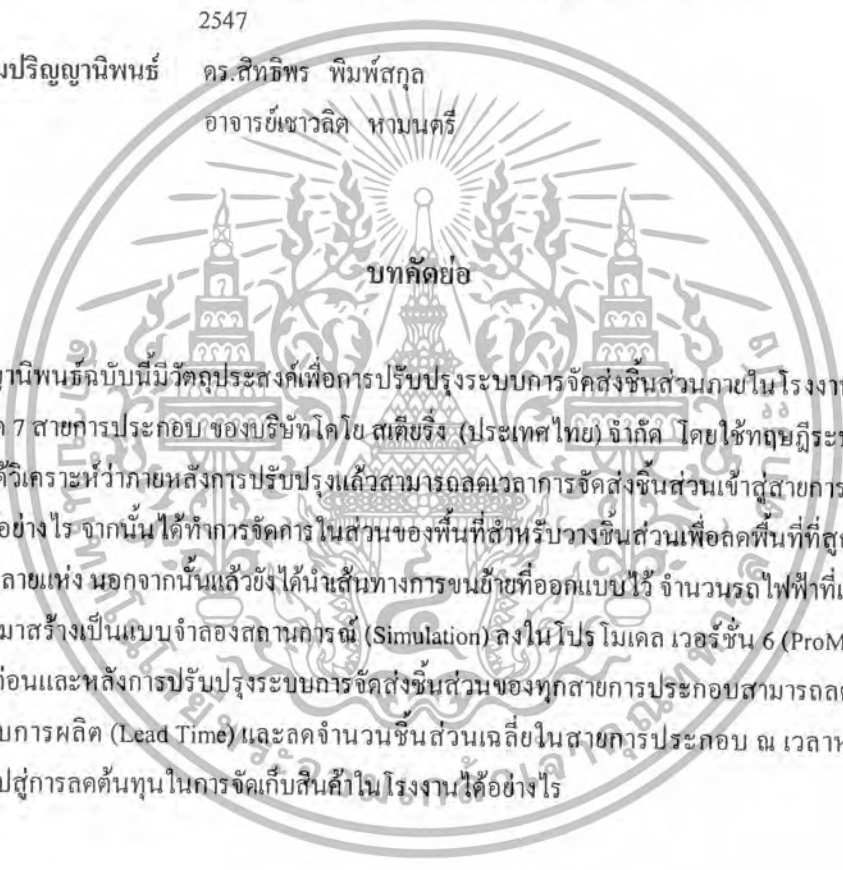 2547
มปริญญานิพนธ์ ดร.สิทธิพร พิมพ์สกุล
อาจารย์เชาวลิต หามนตรี
บทคัดย่อ
ญานิพนธ์ฉบับนี้มีวัตถุประสงค์เพื่อการปรับปรุงระบบการจัดส่งชิ้นส่วนภายในโรงงาน
ด 7 สายการประกอบ ของบริษัทโคโย สเตียริ่ง (ประเทศไทย) จำกัด โดยใช้ทฤษฎีระบ
ด้วิเคราะห์ว่าภายหลังการปรับปรุงแล้วสามารถลดเวลาการจัดส่งชิ้นส่วนเข้าสู่สายการ
อย่างไร จากนั้นได้ทำการจัดการในส่วนของพื้นที่สำหรับวางชิ้นส่วนเพื่อลดพื้นที่ที่สู
ลายแห่ง นอกจากนั้นแล้วยังได้นำเส้นทางการขนย้ายที่ออกแบบไว้ จำนวนรถไฟฟ้าที่เ
มาสร้างเป็นแบบจำลองสถานการณ์ (Simulation) ลงในโปรโมเดล เวอร์ชั่น 6 (ProM
ก่อนและหลังการปรับปรุงระบบการจัดส่งชิ้นส่วนของทุกสายการประกอบสามารถลด
บการผลิต (Lead Time) และลดจำนวนชิ้นส่วนเฉลี่ยในสายการประกอบ ณ เวลาห
ปสู่การลดต้นทุนในการจัดเก็บสินค้าในโรงงานได้อย่างไร